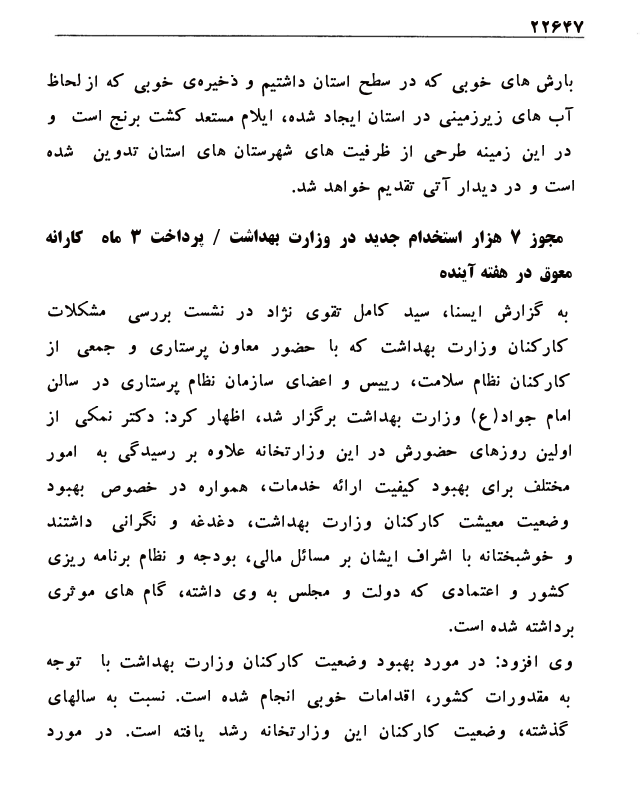 ۲۲۶۴۷
بارش های خوبی که در سطح استان داشتیم و ذخیره‌ی خوبی که از لحاظ
آب های زیرزمینی در استان ایجاد شده، ایلام مستعد کشت برنج است و
در این زمینه طرحی از ظرفیت های شهرستان های استان تدوین شده
است و در دیدار آتی تقدیم خواهد شد.
مجوز ۷ هزار استخدام جدید در وزارت بهداشت / پرداخت ۳ ماه کارانه
معوق در هفته آینده
به گزارش ایسنا، سید کامل تقوی نژاد در نشست بررسی مشکلات
کارکنان وزارت بهداشت که با حضور معاون پرستاری و جمعی از
کارکنان نظام سلامت، رییس و اعضای سازمان نظام پرستاری در سالن
امام جواد(ع) وزارت بهداشت برگزار شد، اظهار کرد: دکتر نمکی از
اولین روزهای حضورش در این وزارتخانه علاوه بر رسیدگی به امور
مختلف برای بهبود کیفیت ارائه خدمات، همواره در خصوص بهبود
وضعیت معیشت کارکنان وزارت بهداشت، دغدغه و نگرانی داشتند
و خوشبختانه با اشراف ایشان بر مسائل مالی، بودجه و نظام برنامه ریزی
کشور و اعتمادی که دولت و مجلس به وی داشته، گام های موثری
برداشته شده است.
وی افزود: در مورد بهبود وضعیت کارکنان وزارت بهداشت با توجه
به مقدورات کشور، اقدامات خوبی انجام شده است. نسبت به سالهای
گذشته، وضعیت کارکنان این وزارتخانه رشد یافته است. در مورد